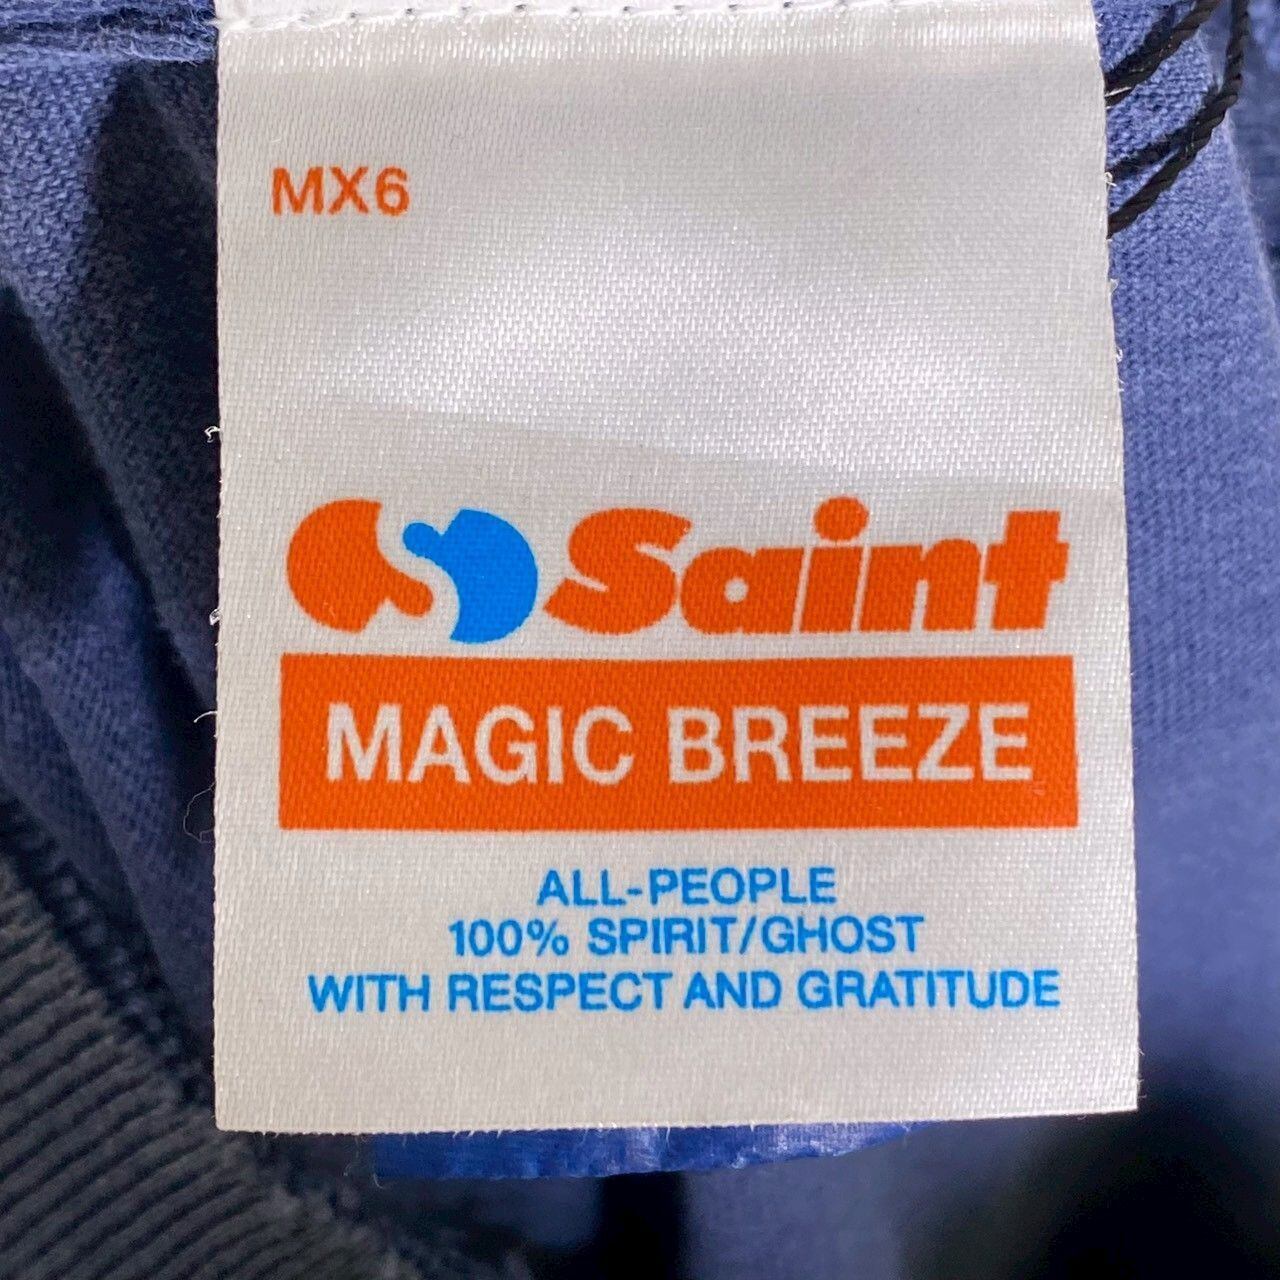 MX6
Saint
MAGIC BREEZE
ALL-PEOPLE
100% SPIRIT/GHOST
WITH RESPECT AND GRATITUDE